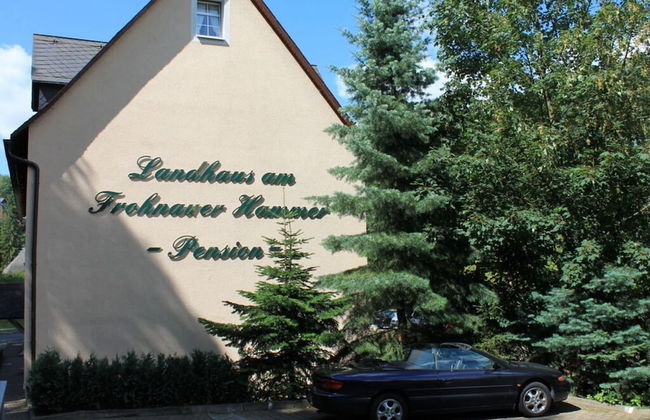 Landhaus am
Frohnauer Hammer
- Pension